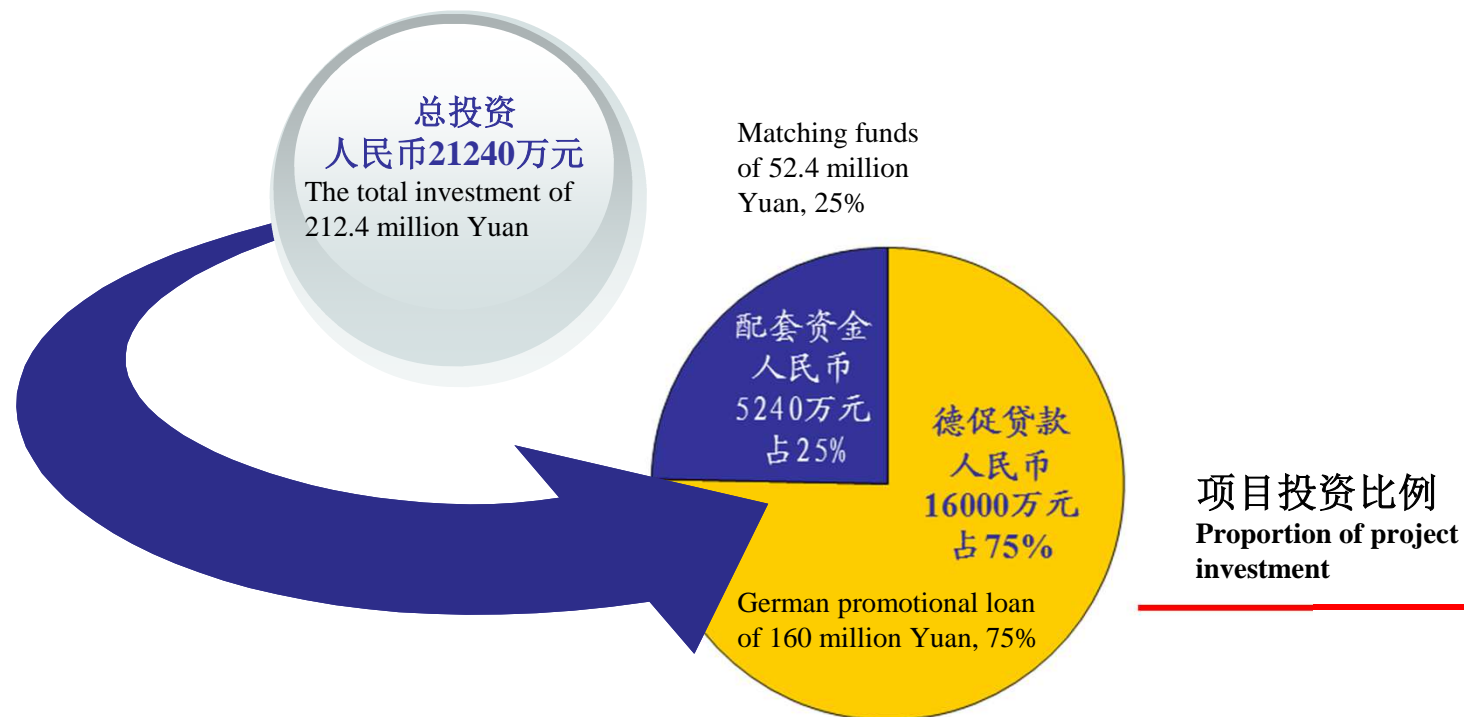 总投资
人民币21240万元
The total investment of
212.4 million Yuan
Matching funds
of 52.4 million
Yuan, 25%
配套资金
人民币
5240万元
占25%
德促贷款
人民币
16000万元
占75%
German promotional loan
of 160 million Yuan, 75%
项目投资比例
Proportion of project
investment